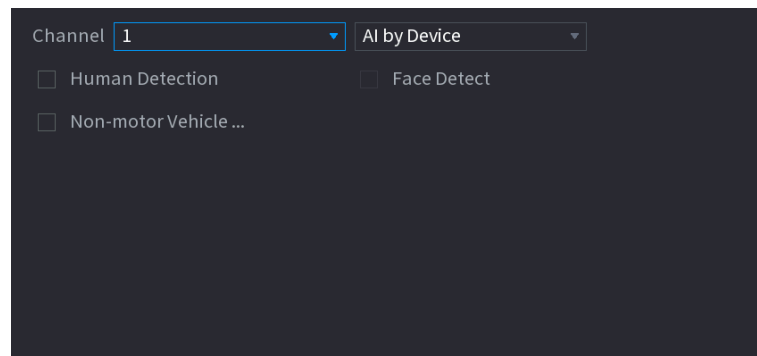 Channel 1 AI by Device
Human Detection Face Detect
Non-motor Vehicle ...